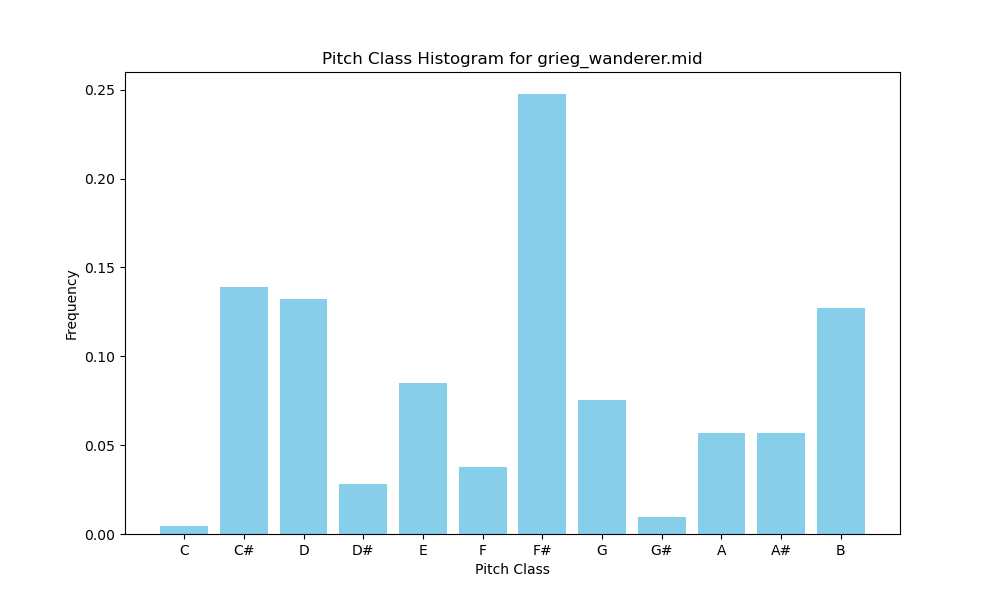 Pitch Class Histogram for grieg_wanderer.mid
0.25
0.20
0.15
0.10
0.05
0.00
Frequency
C C# D D# E F F# G G# A A# B
Pitch Class